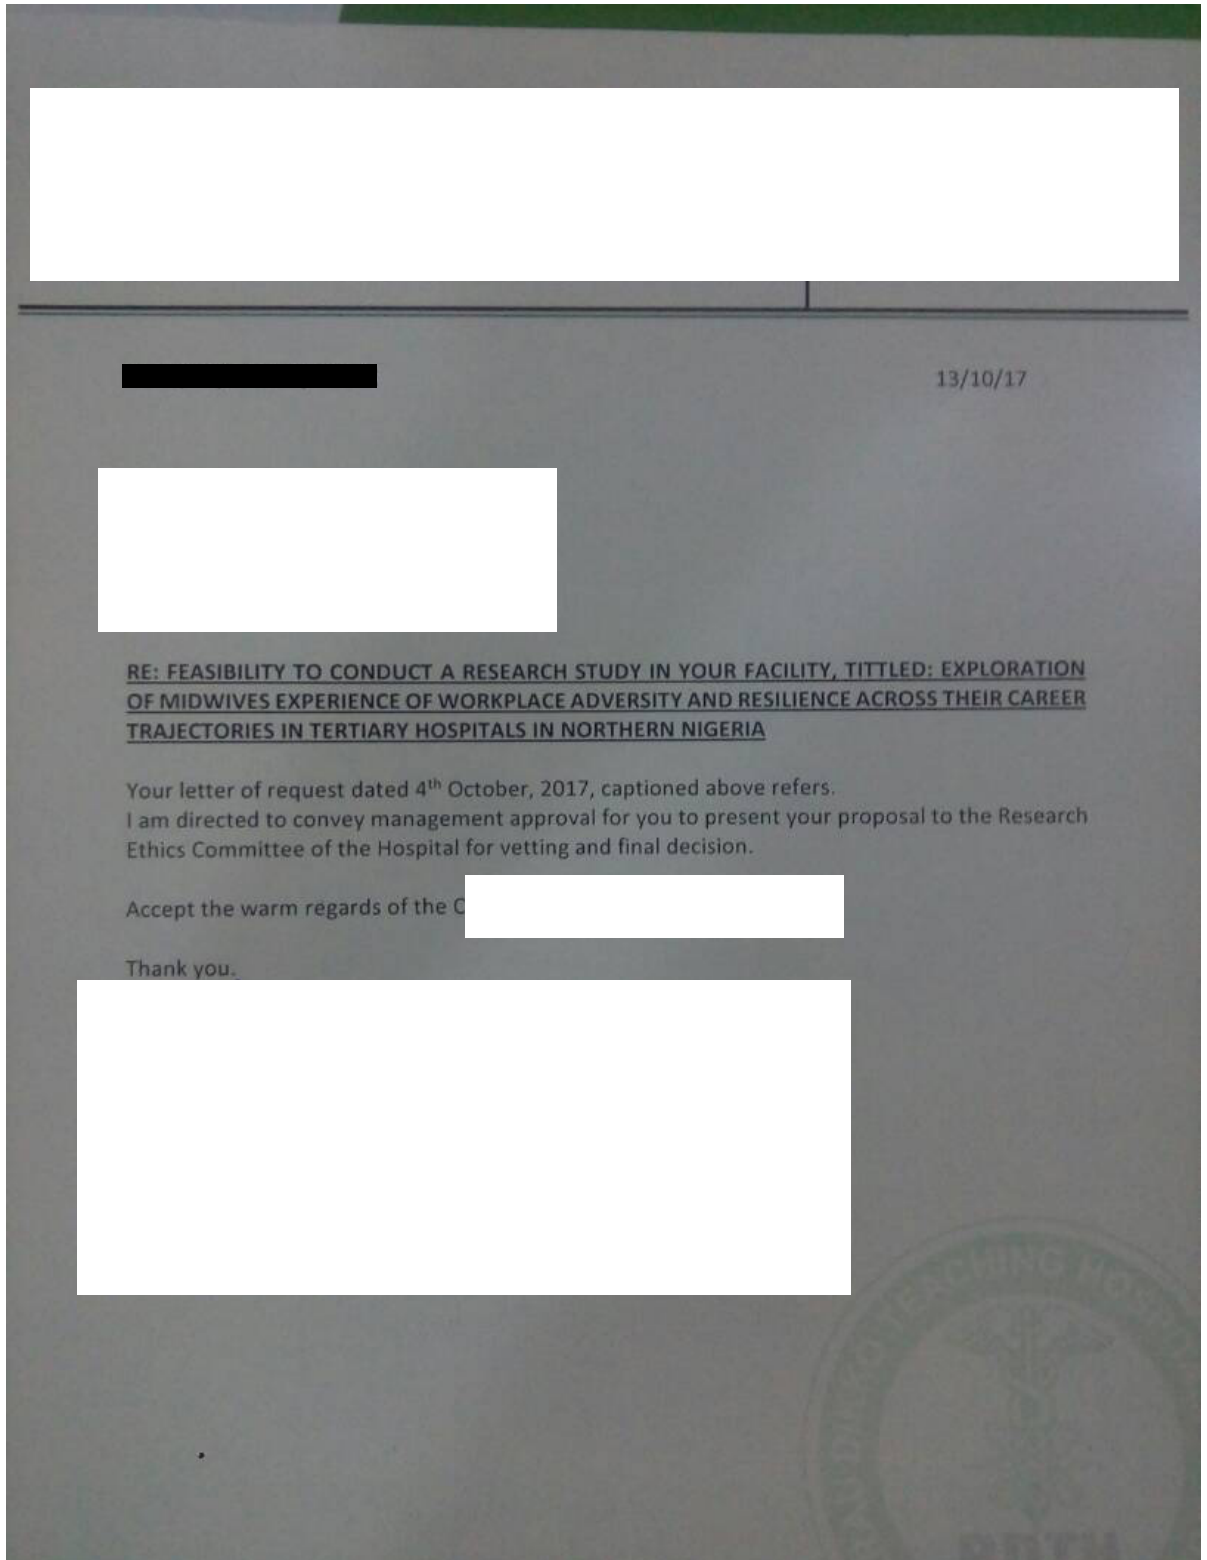 13/10/17
RE: FEASIBILITY TO CONDUCT A RESEARCH STUDY IN YOUR FACILITY, TITTLED: EXPLORATION
OF MIDWIVES EXPERIENCE OF WORKPLACE ADVERSITY AND RESILIENCE ACROSS THEIR CAREER
TRAJECTORIES IN TERTIARY HOSPITALS IN NORTHERN NIGERIA
Your letter of request dated 4th October, 2017, captioned above refers.
I am directed to convey management approval for you to present your proposal to the Research
Ethics Committee of the Hospital for vetting and final decision.
Accept the warm regards of the
Thank you.
TEACHING